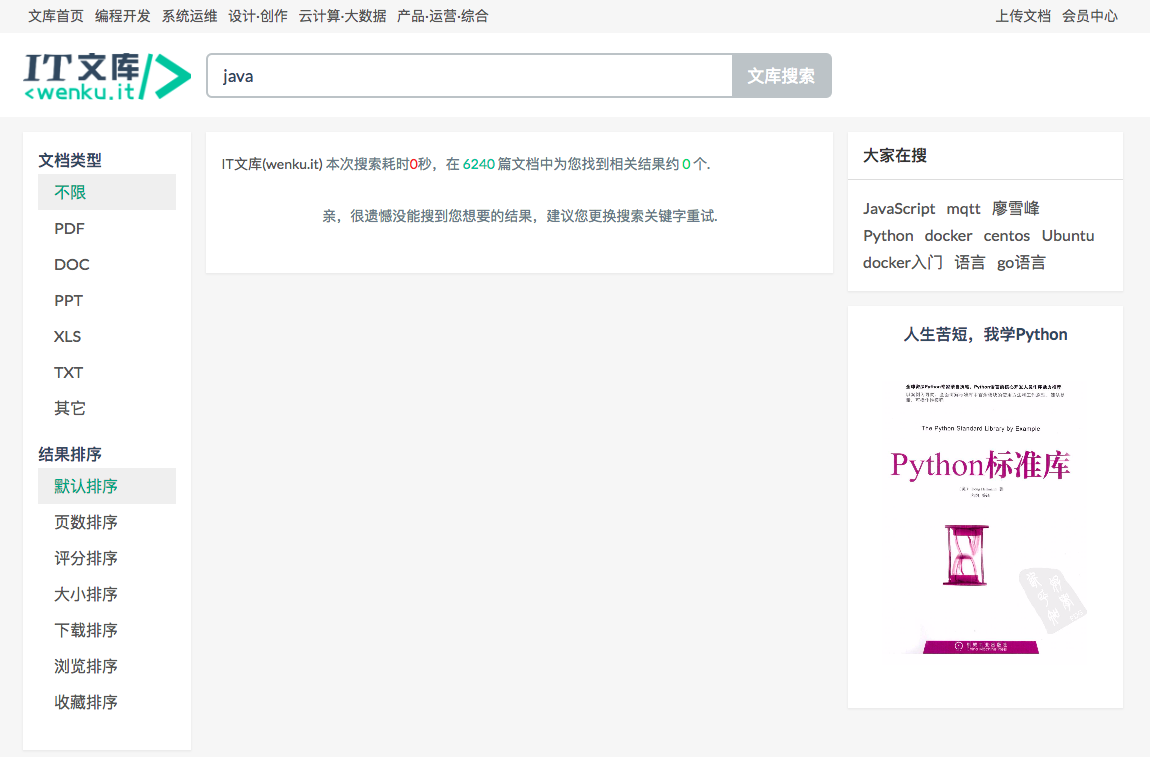 文库首页 编程开发 系统运维 设计·创作 云计算·大数据 产品·运营·综合 上传文档 会员中心
IT文库/>
<wenku.it
java 文库搜索
文档类型
不限
PDF
DOC
PPT
XLS
TXT
其它
结果排序
默认排序
页数排序
评分排序
大小排序
下载排序
浏览排序
收藏排序
IT文库(wenku.it) 本次搜索耗时0秒，在 6240 篇文档中为您找到相关结果约 0 个.
亲，很遗憾没能搜到您想要的结果，建议您更换搜索关键字重试.
大家在搜
JavaScript mqtt 廖雪峰
Python docker centos Ubuntu
docker入门 语言 go语言
人生苦短，我学Python
The Python Standard Library by Example
Python标准库